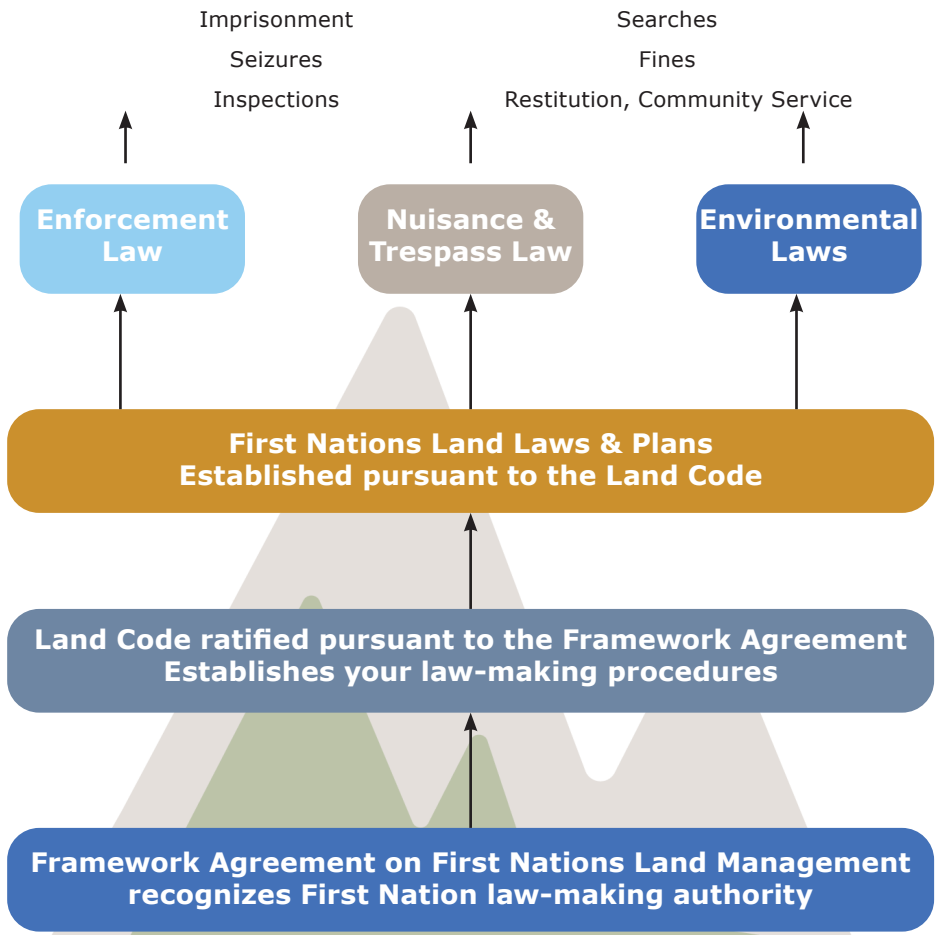 Imprisonment
Searches
Seizures
Fines
Inspections
Restitution, Community Service
Enforcement
Law
Nuisance &
Trespass Law
Environmental
Laws
First Nations Land Laws & Plans
Established pursuant to the Land Code
Land Code ratified pursuant to the Framework Agreement
Establishes your law-making procedures
Framework Agreement on First Nations Land Management
recognizes First Nation law-making authority